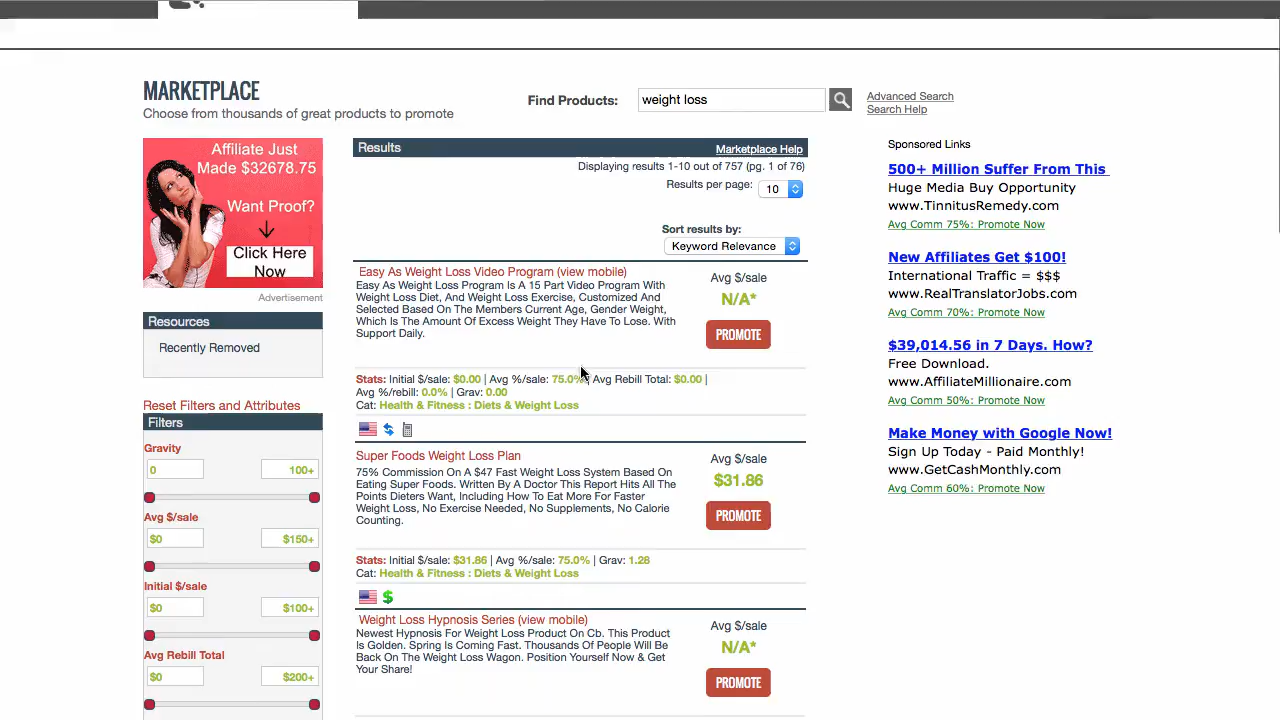 MARKETPLACE
Choose from thousands of great products to promote
Find Products:
weight loss
Advanced Search
Search Help
Affiliate Just
Made $32678.75
Want Proof?
Click Here
Now
Advertisement
Resources
Recently Removed
Reset Filters and Attributes
Filters
Gravity
0 100+
Avg $/sale
$0 $150+
Initial $/sale
$0 $100+
Avg Rebill Total
$0 $200+
Results Marketplace Help
Displaying results 1-10 out of 757 (pg. 1 of 76)
Results per page: 10
Sort results by:
Keyword Relevance
Easy As Weight Loss Video Program (view mobile)
Easy As Weight Loss Program Is A 15 Part Video Program With
Weight Loss Diet, And Weight Loss Exercise, Customized And
Selected Based On The Members Current Age, Gender Weight,
Which Is The Amount Of Excess Weight They Have To Lose. With
Support Daily.
Avg $/sale
N/A*
PROMOTE
Stats: Initial $/sale: $0.00 | Avg %/sale: 75.0% | Avg Rebill Total: $0.00 |
Avg %/rebill: 0.0% | Grav: 0.00
Cat: Health & Fitness : Diets & Weight Loss
Super Foods Weight Loss Plan
75% Commission On A $47 Fast Weight Loss System Based On
Eating Super Foods. Written By A Doctor This Report Hits All The
Points Dieters Want, Including How To Eat More For Faster
Weight Loss, No Exercise Needed, No Supplements, No Calorie
Counting.
Avg $/sale
$31.86
PROMOTE
Stats: Initial $/sale: $31.86 | Avg %/sale: 75.0% | Grav: 1.28
Cat: Health & Fitness : Diets & Weight Loss
$
Weight Loss Hypnosis Series (view mobile)
Newest Hypnosis For Weight Loss Product On Cb. This Product
Is Golden. Spring Is Coming Fast. Thousands Of People Will Be
Back On The Weight Loss Wagon. Position Yourself Now & Get
Your Share!
Avg $/sale
N/A*
PROMOTE
Sponsored Links
500+ Million Suffer From This
Huge Media Buy Opportunity
www.TinnitusRemedy.com
Avg Comm 75%: Promote Now
New Affiliates Get $100!
International Traffic = $$$
www.RealTranslatorJobs.com
Avg Comm 70%: Promote Now
$39,014.56 in 7 Days. How?
Free Download.
www.AffiliateMillionaire.com
Avg Comm 50%: Promote Now
Make Money with Google Now!
Sign Up Today - Paid Monthly!
www.GetCashMonthly.com
Avg Comm 60%: Promote Now